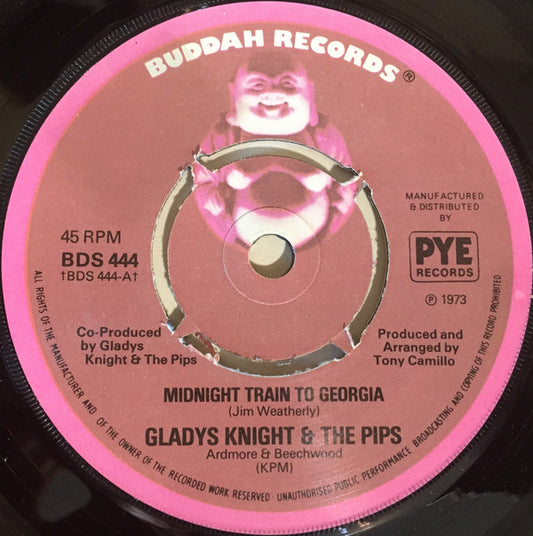 BUDDAH RECORDS®
MANUFACTURED
& DISTRIBUTED
BY
PYE
RECORDS
℗ 1973
45 RPM
BDS 444
†BDS 444-A†
Co-Produced
by Gladys
Knight & The Pips
Produced and
Arranged by
Tony Camillo
MIDNIGHT TRAIN TO GEORGIA
(Jim Weatherly)
GLADYS KNIGHT & THE PIPS
Ardmore & Beechwood
(KPM)
ALL RIGHTS OF THE MANUFACTURER AND OF THE OWNER OF THE RECORDED WORK RESERVED · UNAUTHORISED PUBLIC PERFORMANCE BROADCASTING AND COPYING OF THIS RECORD PROHIBITED